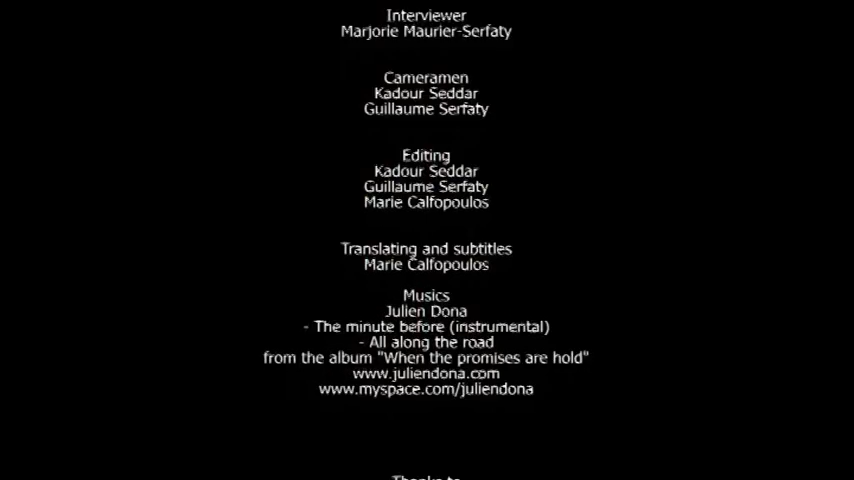 Interviewer
Marjorie Maurier-Serfaty
Cameramen
Kadour Seddar
Guillaume Serfaty
Editing
Kadour Seddar
Guillaume Serfaty
Marie Calfopoulos
Translating and subtitles
Marie Calfopoulos
Musics
Julien Dona
- The minute before (instrumental)
- All along the road
from the album "When the promises are hold"
www.juliendona.com
www.myspace.com/juliendona
Thanks to